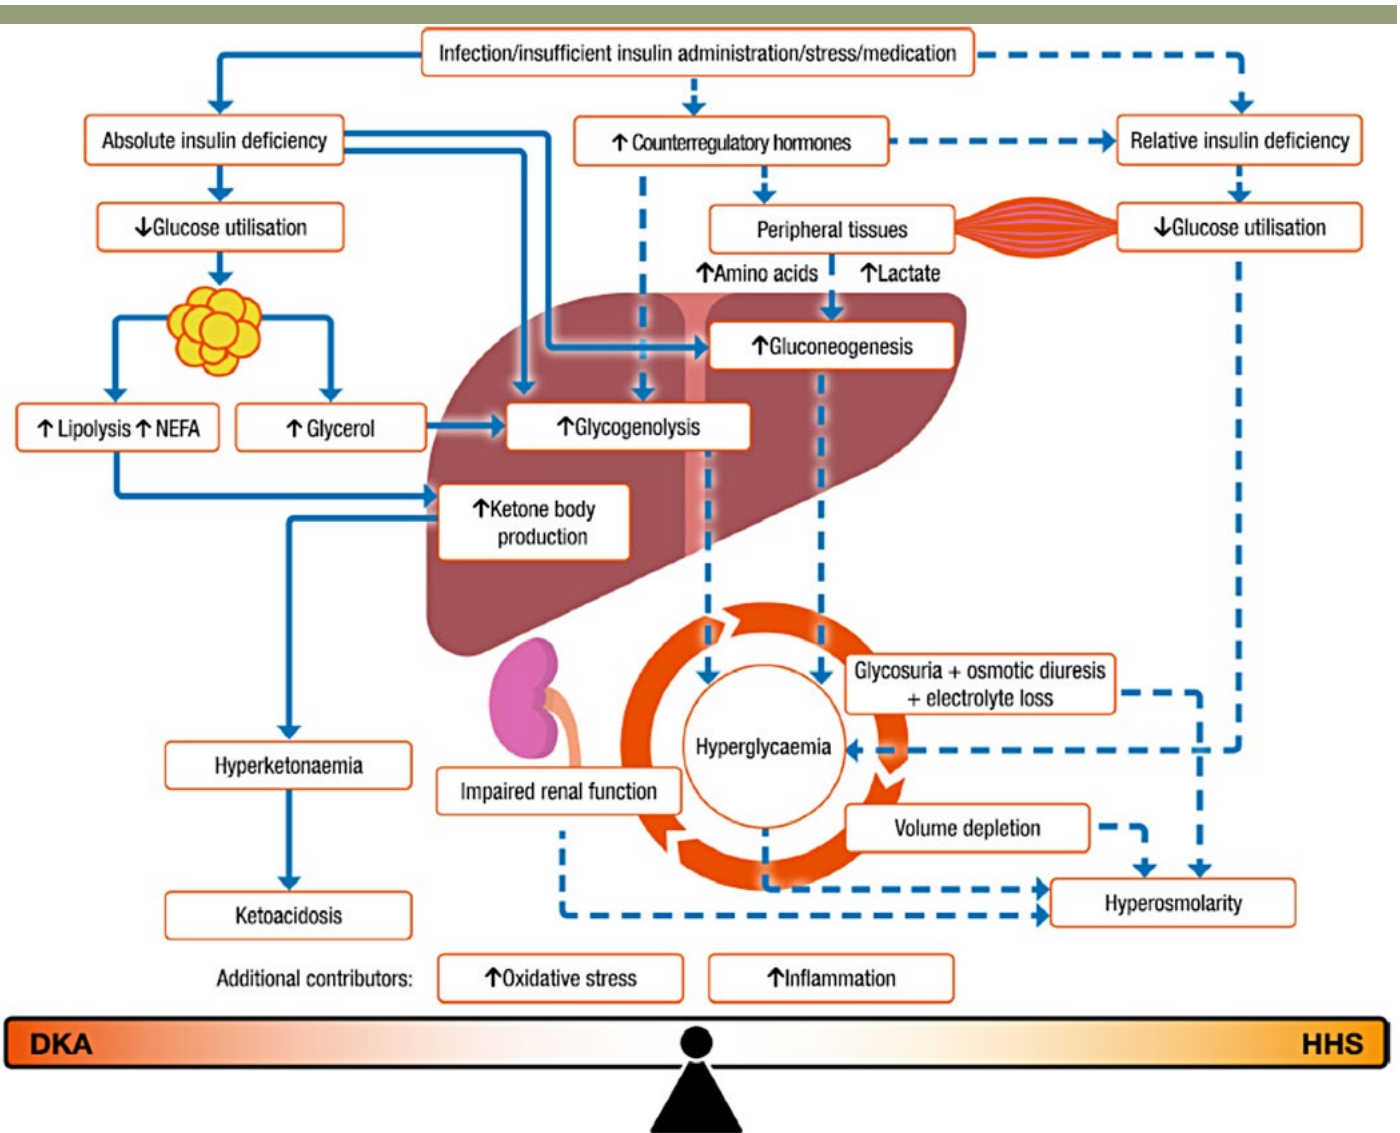 Infection/insufficient insulin administration/stress/medication
Absolute insulin deficiency
↑ Counterregulatory hormones
Relative insulin deficiency
↓Glucose utilisation
Peripheral tissues
↓Glucose utilisation
↑Amino acids
↑Lactate
↑Gluconeogenesis
↑ Lipolysis ↑ NEFA
↑ Glycerol
↑Glycogenolysis
↑Ketone body
production
Glycosuria + osmotic diuresis
+ electrolyte loss
Hyperglycaemia
Hyperketonaemia
Impaired renal function
Volume depletion
Ketoacidosis
Hyperosmolarity
Additional contributors:
↑Oxidative stress
↑Inflammation
DKA
HHS